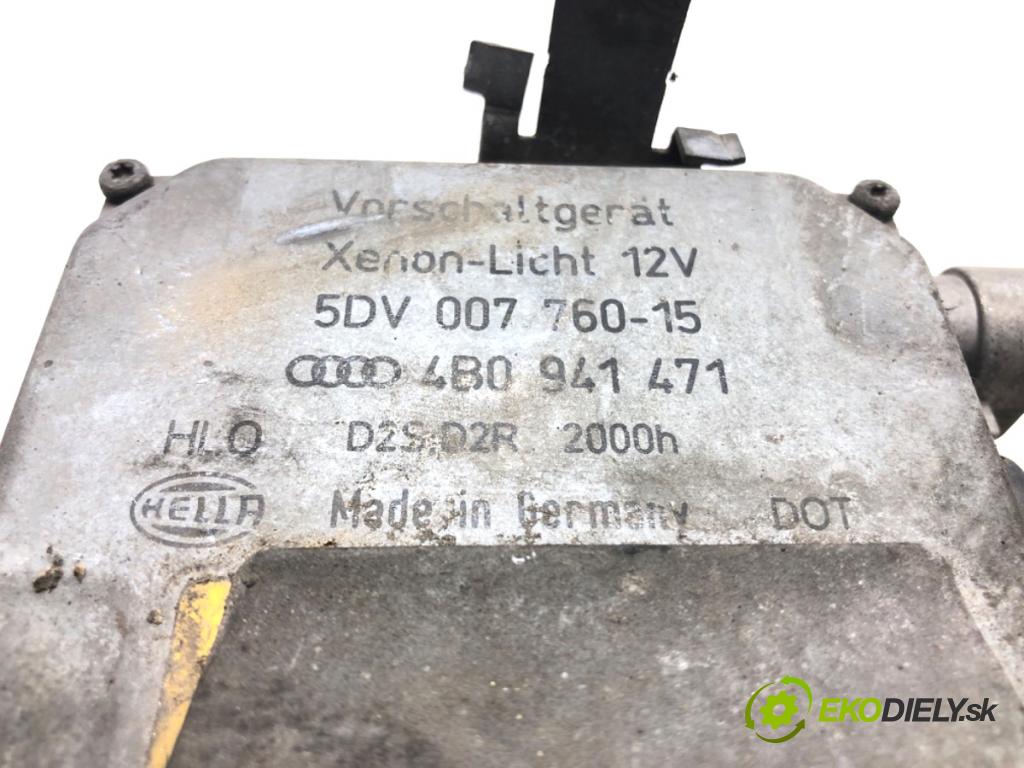 Vorschaltgerät
Xenon-Licht 12V
5DV 007 760-15
4B0 941 471
HLQ D2S,D2R 2000h
HELLA Made in Germany DOT
EKODIELY.sk